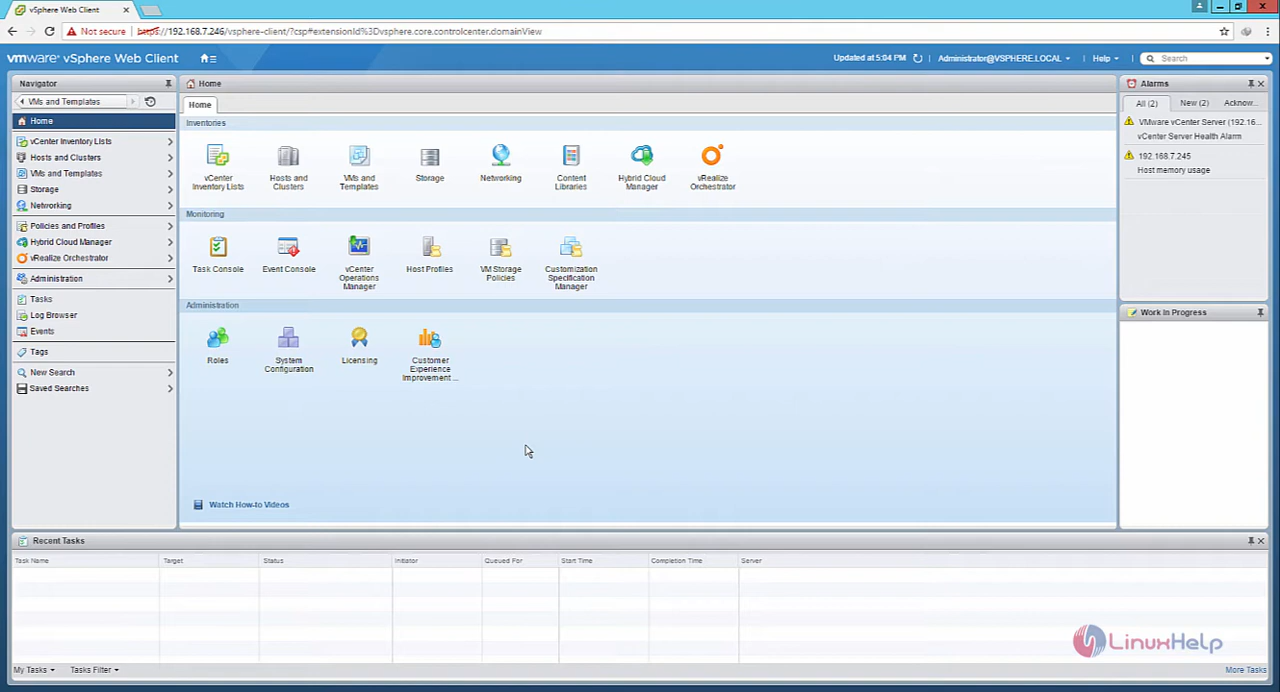 vSphere Web Client
Not secure https://192.168.7.246/vsphere-client/?csp#extensionId%3Dvsphere.core.controlcenter.domainView
vmware® vSphere Web Client
Updated at 5:04 PM
Administrator@VSPHERE.LOCAL
Help
Search
Navigator
VMs and Templates
Home
vCenter Inventory Lists
Hosts and Clusters
VMs and Templates
Storage
Networking
Policies and Profiles
Hybrid Cloud Manager
vRealize Orchestrator
Administration
Tasks
Log Browser
Events
Tags
New Search
Saved Searches
Home
Home
Inventories
vCenter
Inventory Lists
Hosts and
Clusters
VMs and
Templates
Storage
Networking
Content
Libraries
Hybrid Cloud
Manager
vRealize
Orchestrator
Monitoring
Task Console
Event Console
vCenter
Operations
Manager
Host Profiles
VM Storage
Policies
Customization
Specification
Manager
Administration
Roles
System
Configuration
Licensing
Customer
Experience
Improvement ...
Watch How-to Videos
Alarms
All (2)
New (2)
Acknow...
VMware vCenter Server (192.16...
vCenter Server Health Alarm
192.168.7.245
Host memory usage
Work In Progress
Recent Tasks
Task Name
Target
Status
Initiator
Queued For
Start Time
Completion Time
Server
My Tasks
Tasks Filter
More Tasks
LinuxHelp